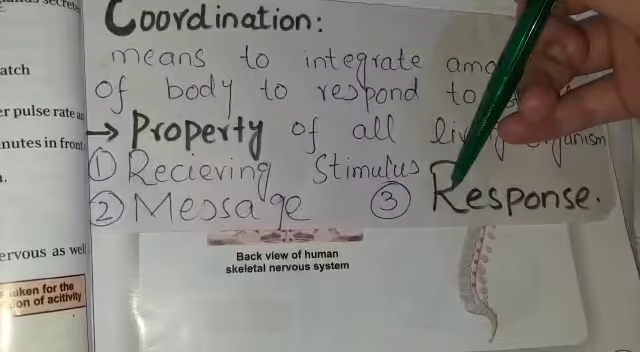 Coordination:
means to integrate
of body to respond to
→ Property of all living organism
① Recieving Stimulus
② Message ③ Response.
atch
er pulse rate
nutes in front
ervous as well
taken for the
on of acitivity
Back view of human
skeletal nervous system